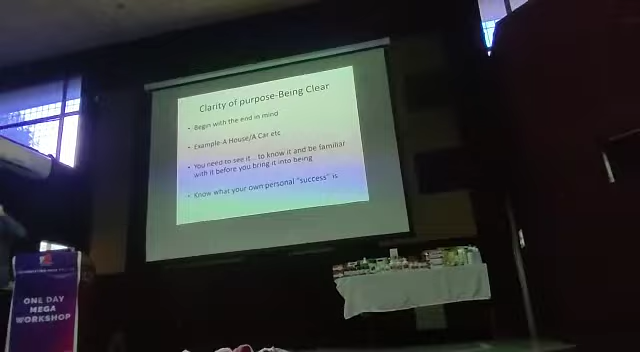 Clarity of purpose-Being Clear
• Begin with the end in mind
• Example-A House/A Car etc
• You need to see it... to know it and be familiar
with it before you bring it into being
• Know what your own personal "success" is
ONE DAY
MEGA
WORKSHOP